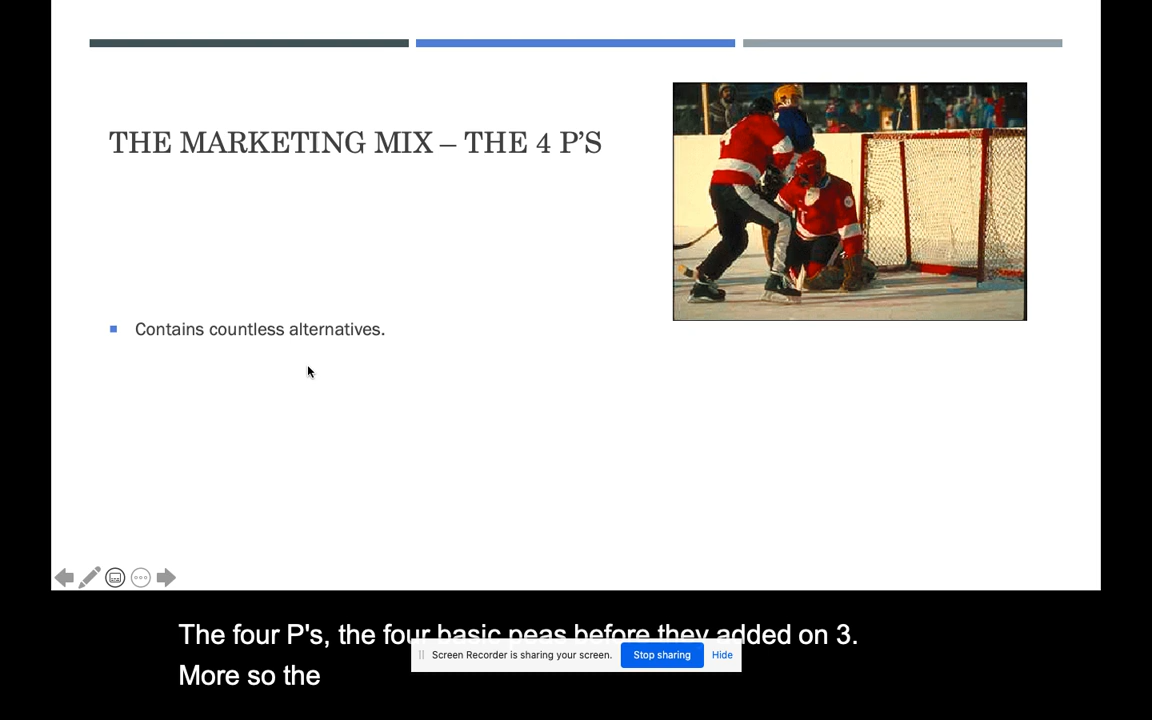 THE MARKETING MIX – THE 4 P’S
Contains countless alternatives.
The four P's, the four basic peas before they added on 3.
More so the
Screen Recorder is sharing your screen.
Stop sharing
Hide